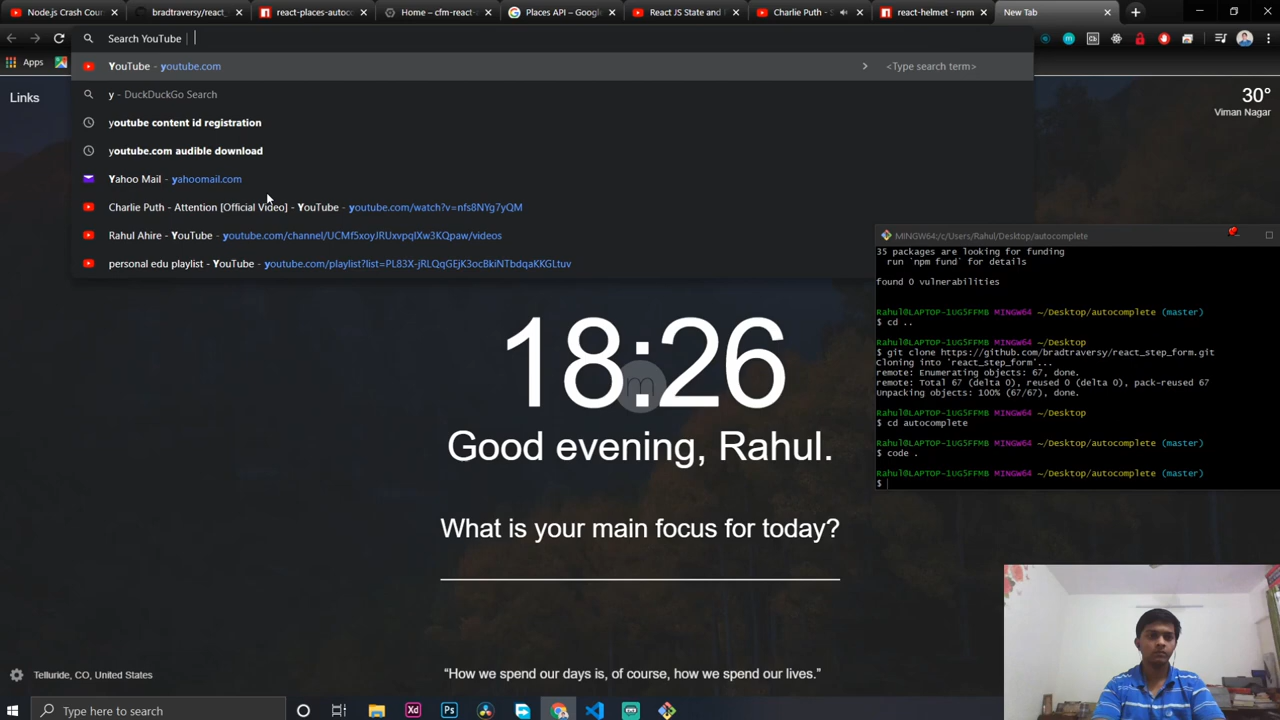 Node.js Crash Cour
bradtraversy/react_
react-places-autoc
Home – cfm-react-
Places API – Google
React JS State and
Charlie Puth - 
react-helmet - npm
New Tab
Search YouTube
YouTube - youtube.com
<Type search term>
y - DuckDuckGo Search
youtube content id registration
youtube.com audible download
Yahoo Mail - yahoomail.com
Charlie Puth - Attention [Official Video] - YouTube - youtube.com/watch?v=nfs8NYg7yQM
Rahul Ahire - YouTube - youtube.com/channel/UCMf5xoyJRUxvpqlXw3KQpaw/videos
personal edu playlist - YouTube - youtube.com/playlist?list=PL83X-jRLQqGEjK3ocBkiNTbdqaKKGLtuv
Apps
Links
30°
Viman Nagar
MINGW64:/c/Users/Rahul/Desktop/autocomplete
35 packages are looking for funding
run `npm fund` for details
found 0 vulnerabilities
Rahul@LAPTOP-1UG5FFMB MINGW64 ~/Desktop/autocomplete (master)
$ cd ..
Rahul@LAPTOP-1UG5FFMB MINGW64 ~/Desktop
$ git clone https://github.com/bradtraversy/react_step_form.git
Cloning into 'react_step_form'...
remote: Enumerating objects: 67, done.
remote: Total 67 (delta 0), reused 0 (delta 0), pack-reused 67
Unpacking objects: 100% (67/67), done.
Rahul@LAPTOP-1UG5FFMB MINGW64 ~/Desktop
$ cd autocomplete
Rahul@LAPTOP-1UG5FFMB MINGW64 ~/Desktop/autocomplete (master)
$ code .
Rahul@LAPTOP-1UG5FFMB MINGW64 ~/Desktop/autocomplete (master)
$
18:26
m
Good evening, Rahul.
What is your main focus for today?
Telluride, CO, United States
“How we spend our days is, of course, how we spend our lives.”
Type here to search
Xd
Ps